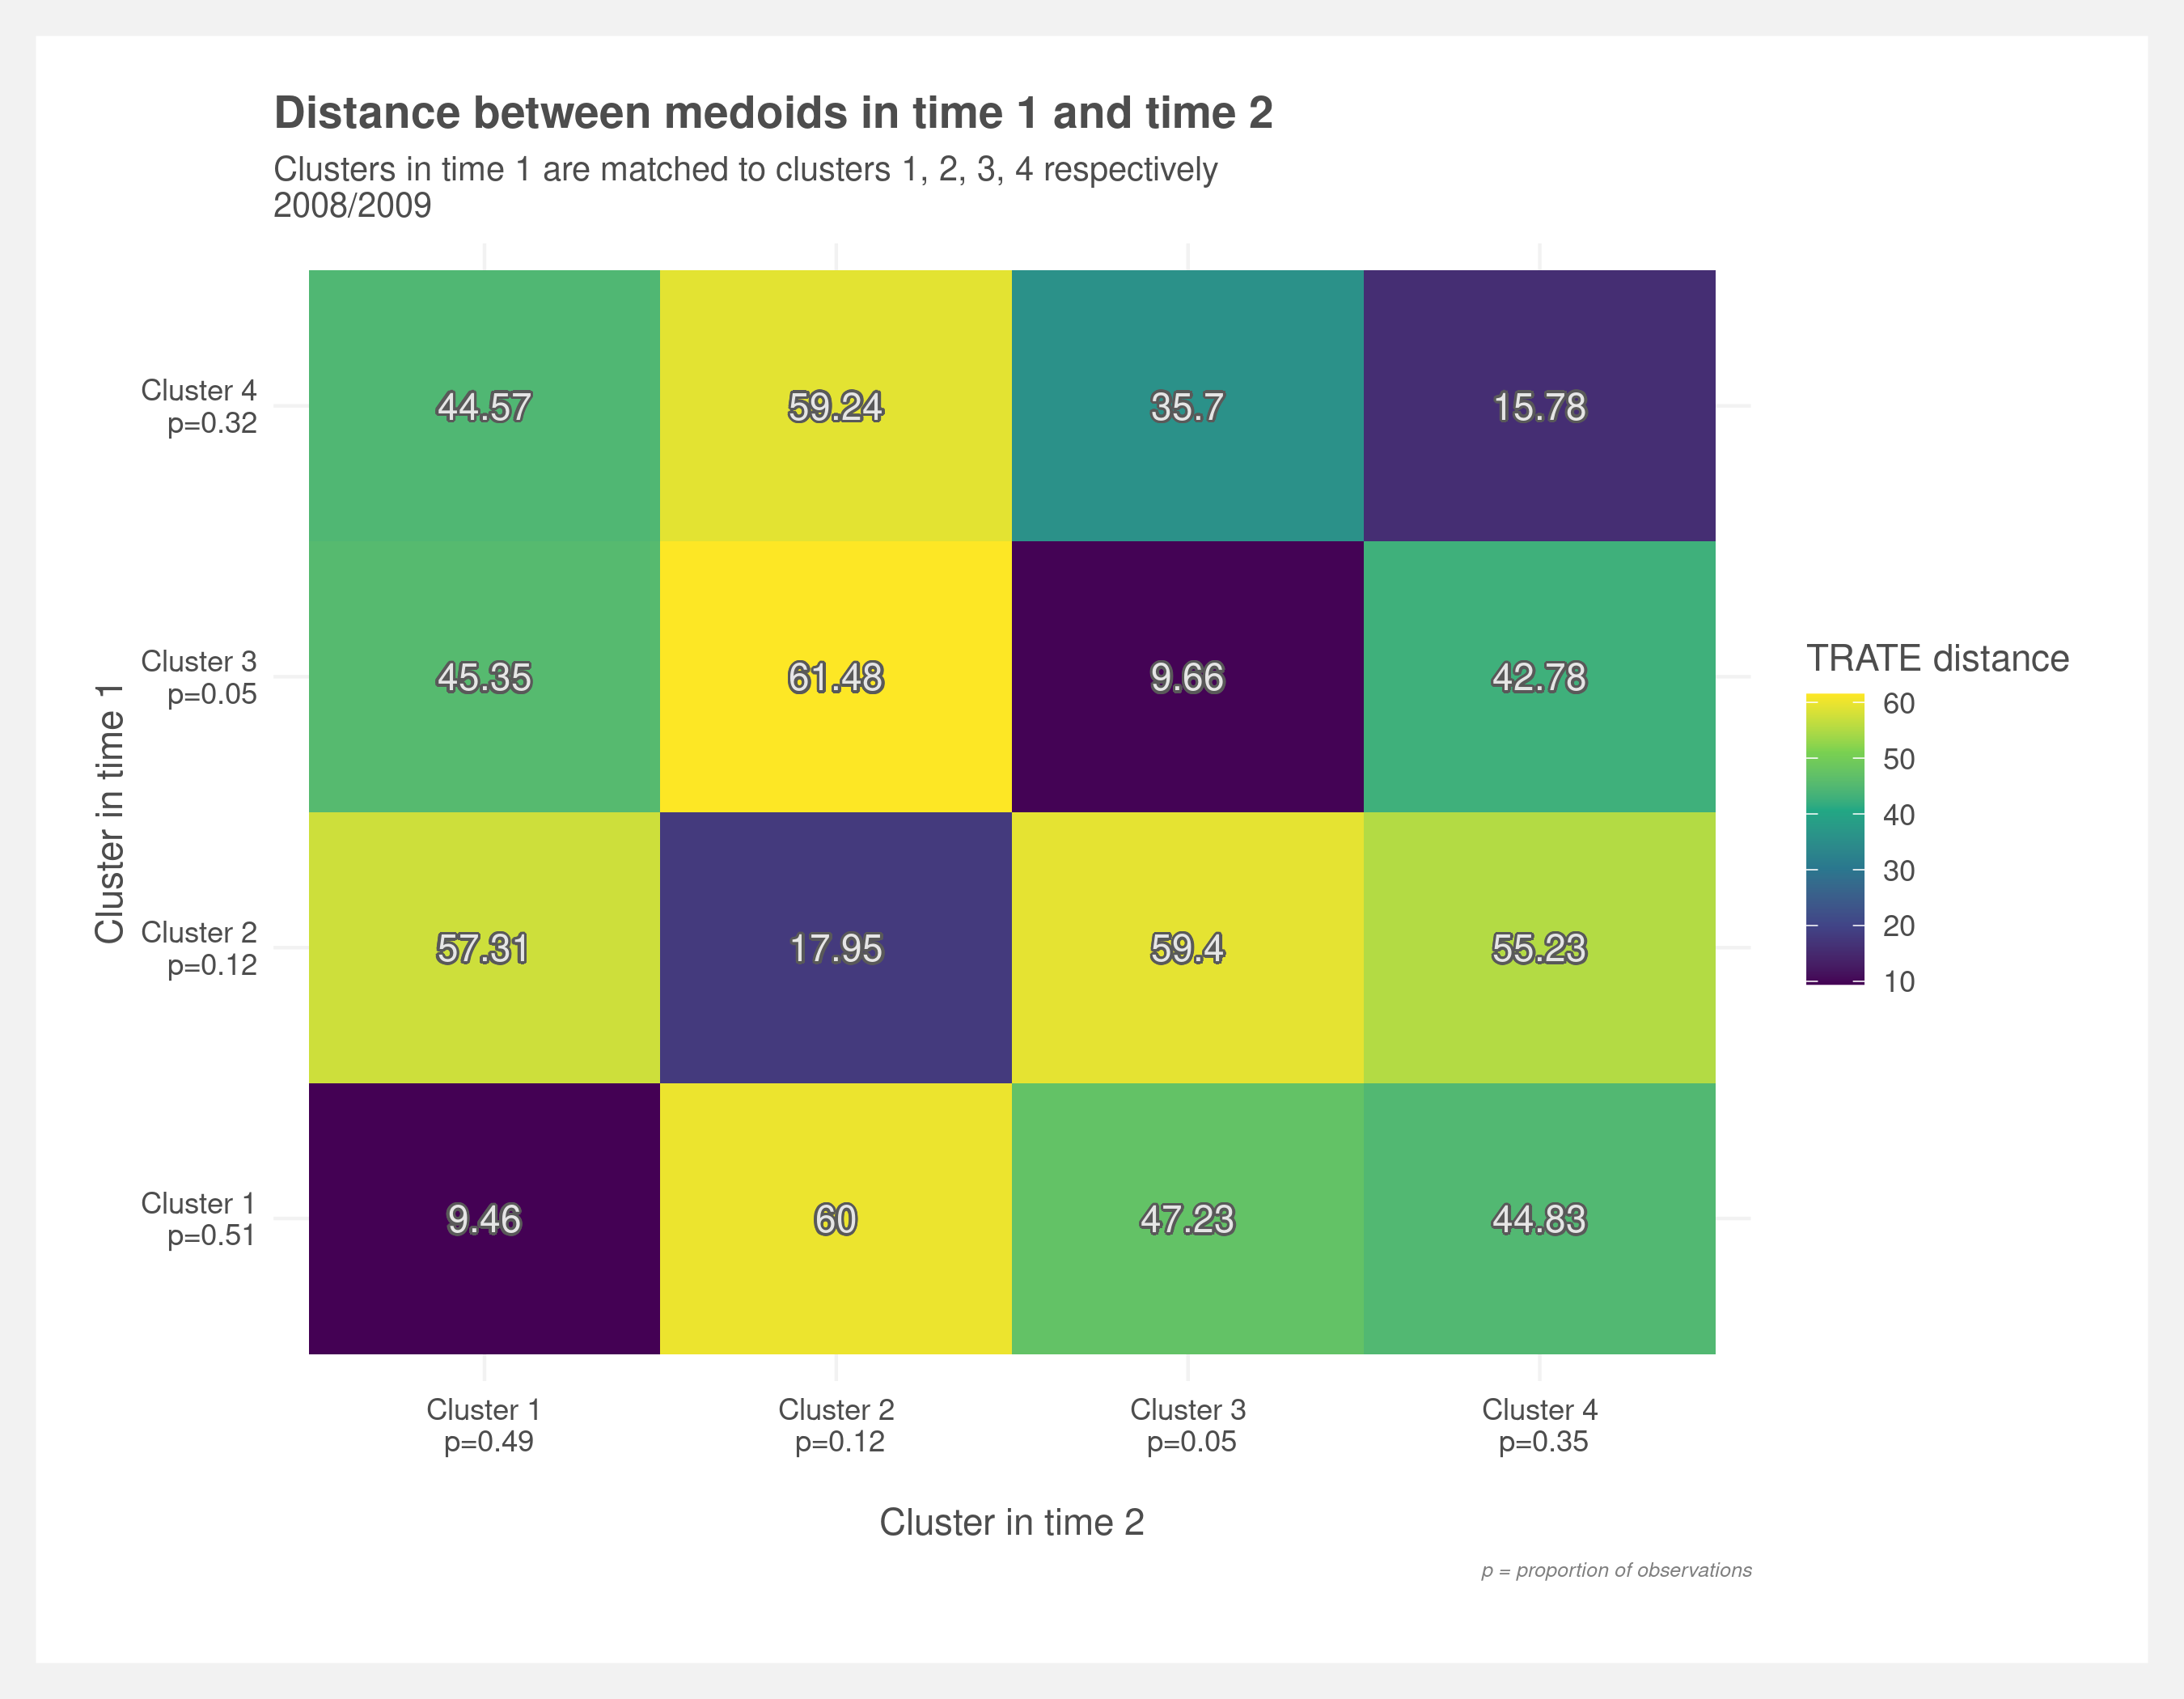 Distance between medoids in time 1 and time 2
Clusters in time 1 are matched to clusters 1, 2, 3, 4 respectively
2008/2009
Cluster in time 1
Cluster 4
p=0.32
44.57 59.24 35.7 15.78
Cluster 3
p=0.05
45.35 61.48 9.66 42.78
Cluster 2
p=0.12
57.31 17.95 59.4 55.23
Cluster 1
p=0.51
9.46 60 47.23 44.83
Cluster 1 Cluster 2 Cluster 3 Cluster 4
p=0.49 p=0.12 p=0.05 p=0.35
Cluster in time 2
p = proportion of observations
TRATE distance
60
50
40
30
20
10